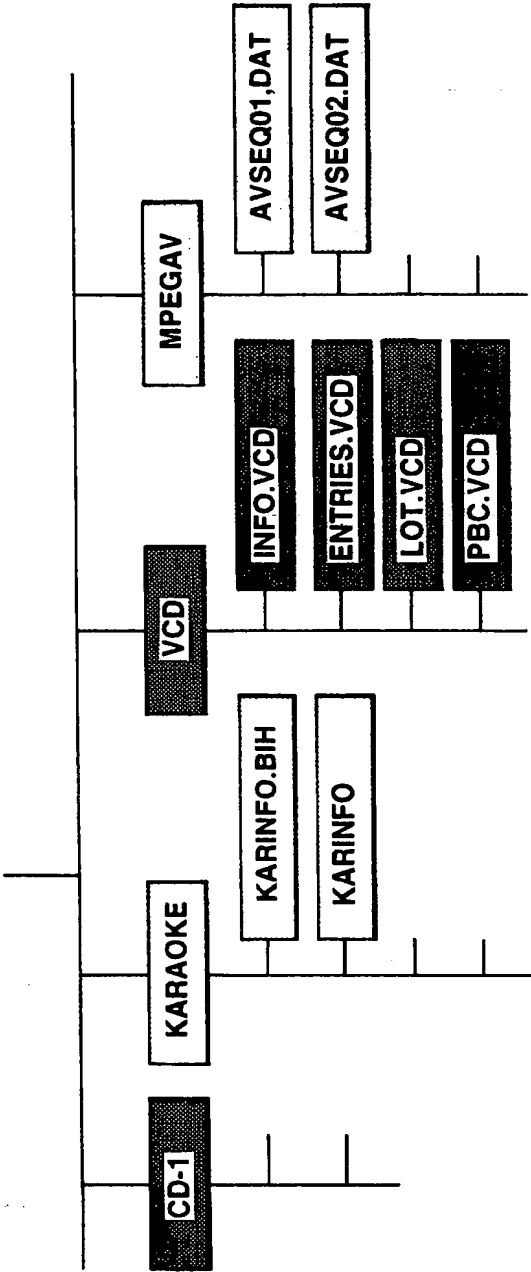 CD-1
KARAOKE
KARINFO.BIH
KARINFO
VCD
INFO.VCD
ENTRIES.VCD
LOT.VCD
PBC.VCD
MPEGAV
AVSEQ01,DAT
AVSEQ02.DAT